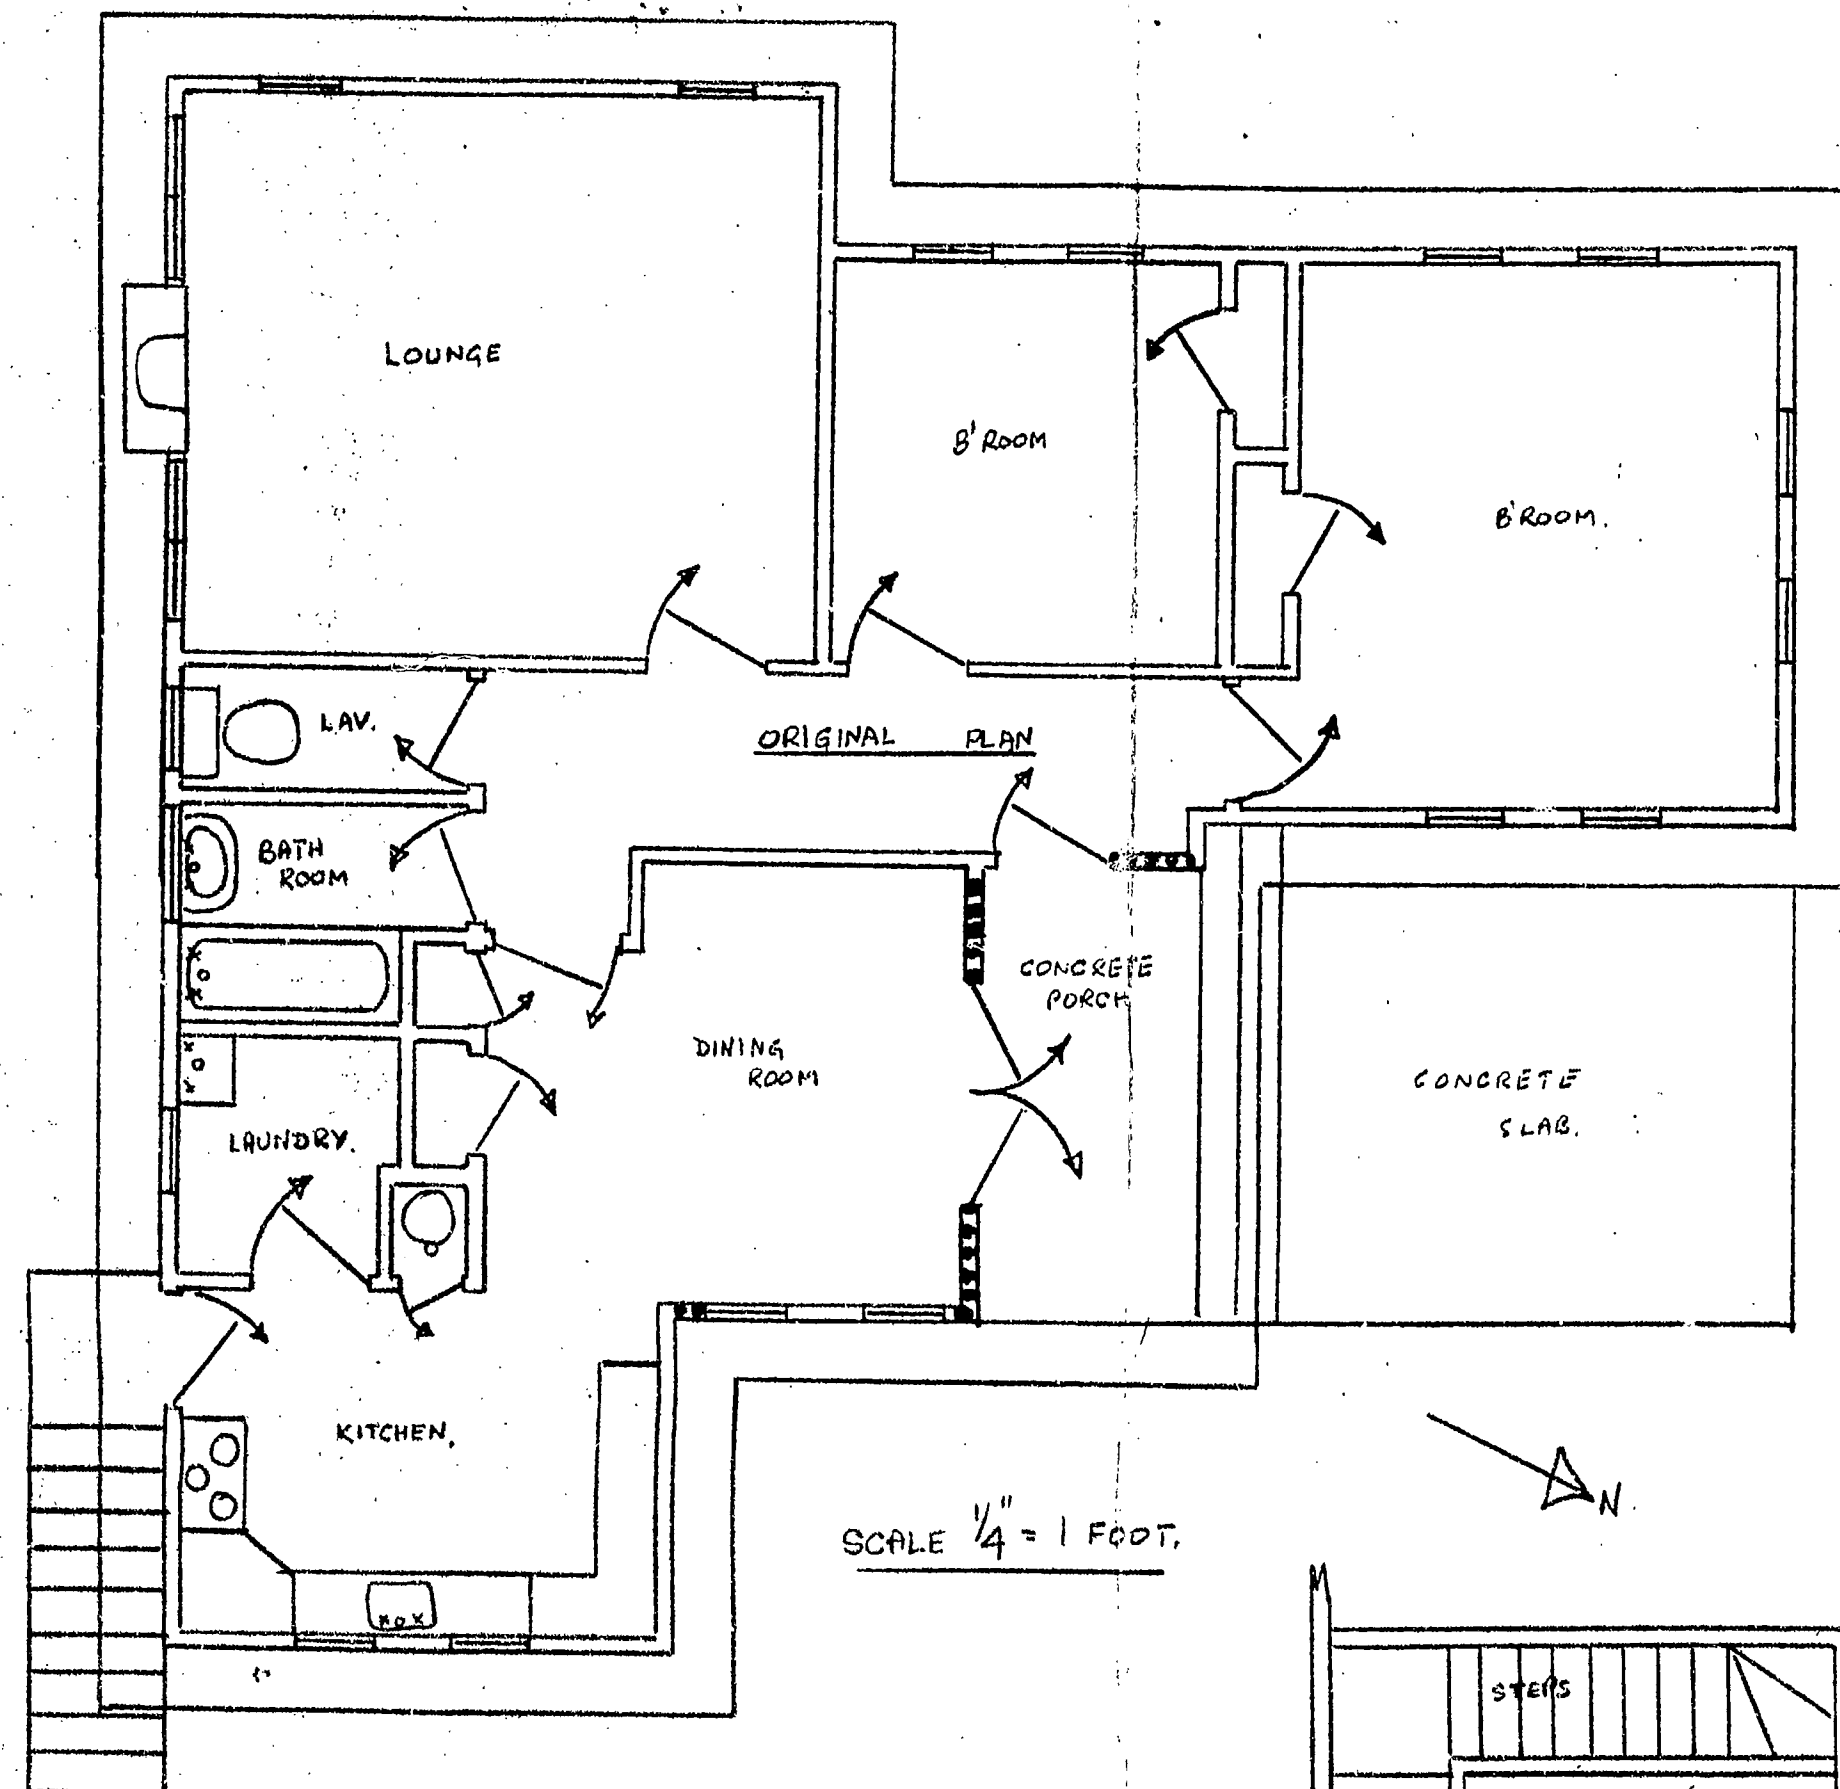 LOUNGE
B'ROOM
B'ROOM.
LAV.
ORIGINAL PLAN
BATH
ROOM
CONCRETE
PORCH
DINING
ROOM
CONCRETE
SLAB.
LAUNDRY.
KITCHEN.
N.
SCALE 1/4" = 1 FOOT.
STEPS